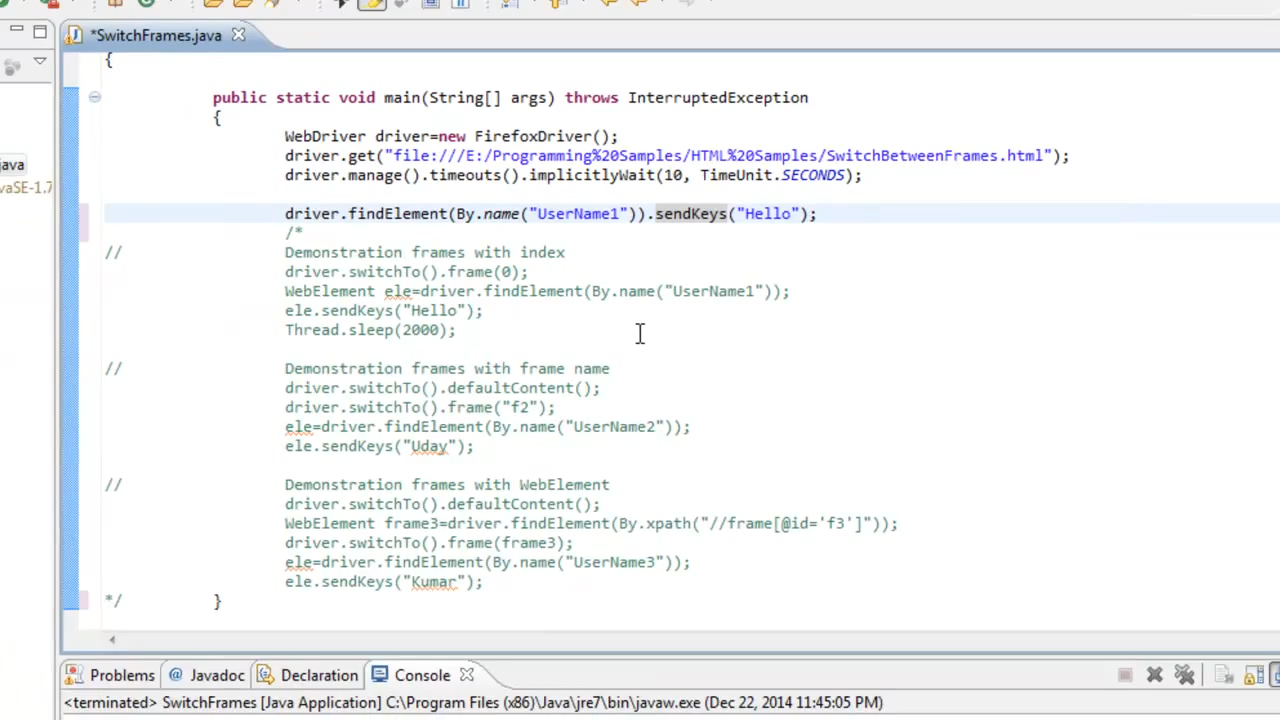 *SwitchFrames.java
{
public static void main(String[] args) throws InterruptedException
{
WebDriver driver=new FirefoxDriver();
driver.get("file:///E:/Programming%20Samples/HTML%20Samples/SwitchBetweenFrames.html");
java
driver.manage().timeouts().implicitlyWait(10, TimeUnit.SECONDS);
vaSE-1.7
driver.findElement(By.name("UserName1")).sendKeys("Hello");
/*
// Demonstration frames with index
driver.switchTo().frame(0);
WebElement ele=driver.findElement(By.name("UserName1"));
ele.sendKeys("Hello");
Thread.sleep(2000);
// Demonstration frames with frame name
driver.switchTo().defaultContent();
driver.switchTo().frame("f2");
ele=driver.findElement(By.name("UserName2"));
ele.sendKeys("Uday");
// Demonstration frames with WebElement
driver.switchTo().defaultContent();
WebElement frame3=driver.findElement(By.xpath("//frame[@id='f3']"));
driver.switchTo().frame(frame3);
ele=driver.findElement(By.name("UserName3"));
ele.sendKeys("Kumar");
*/ }
Problems @ Javadoc Declaration Console
<terminated> SwitchFrames [Java Application] C:\Program Files (x86)\Java\jre7\bin\javaw.exe (Dec 22, 2014 11:45:05 PM)